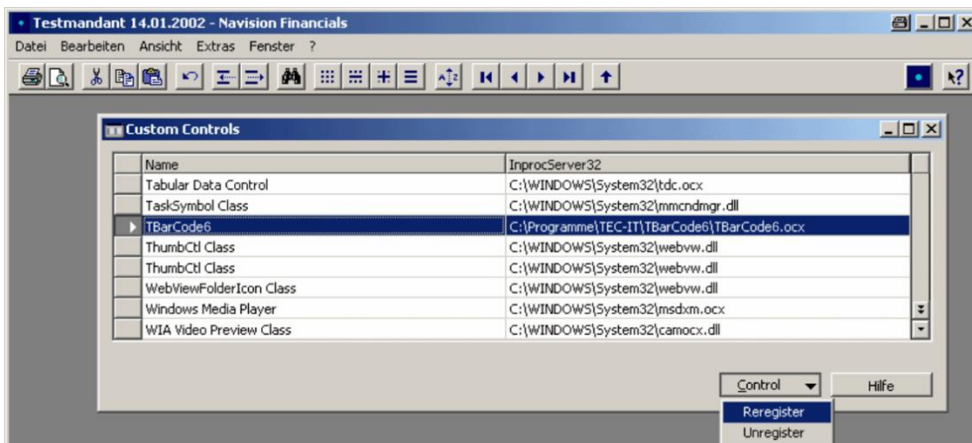 Testmandant 14.01.2002 - Navision Financials
Datei Bearbeiten Ansicht Extras Fenster ?
Custom Controls
Name InprocServer32
Tabular Data Control C:\WINDOWS\System32\tdc.ocx
TaskSymbol Class C:\WINDOWS\System32\mmcndmgr.dll
TBarCode6 C:\Programme\TEC-IT\TBarCode6\TBarCode6.ocx
ThumbCtl Class C:\WINDOWS\System32\webvw.dll
ThumbCtl Class C:\WINDOWS\System32\webvw.dll
WebViewFolderIcon Class C:\WINDOWS\System32\webvw.dll
Windows Media Player C:\WINDOWS\System32\msdxm.ocx
WIA Video Preview Class C:\WINDOWS\System32\camocx.dll
Control Hilfe
Reregister
Unregister